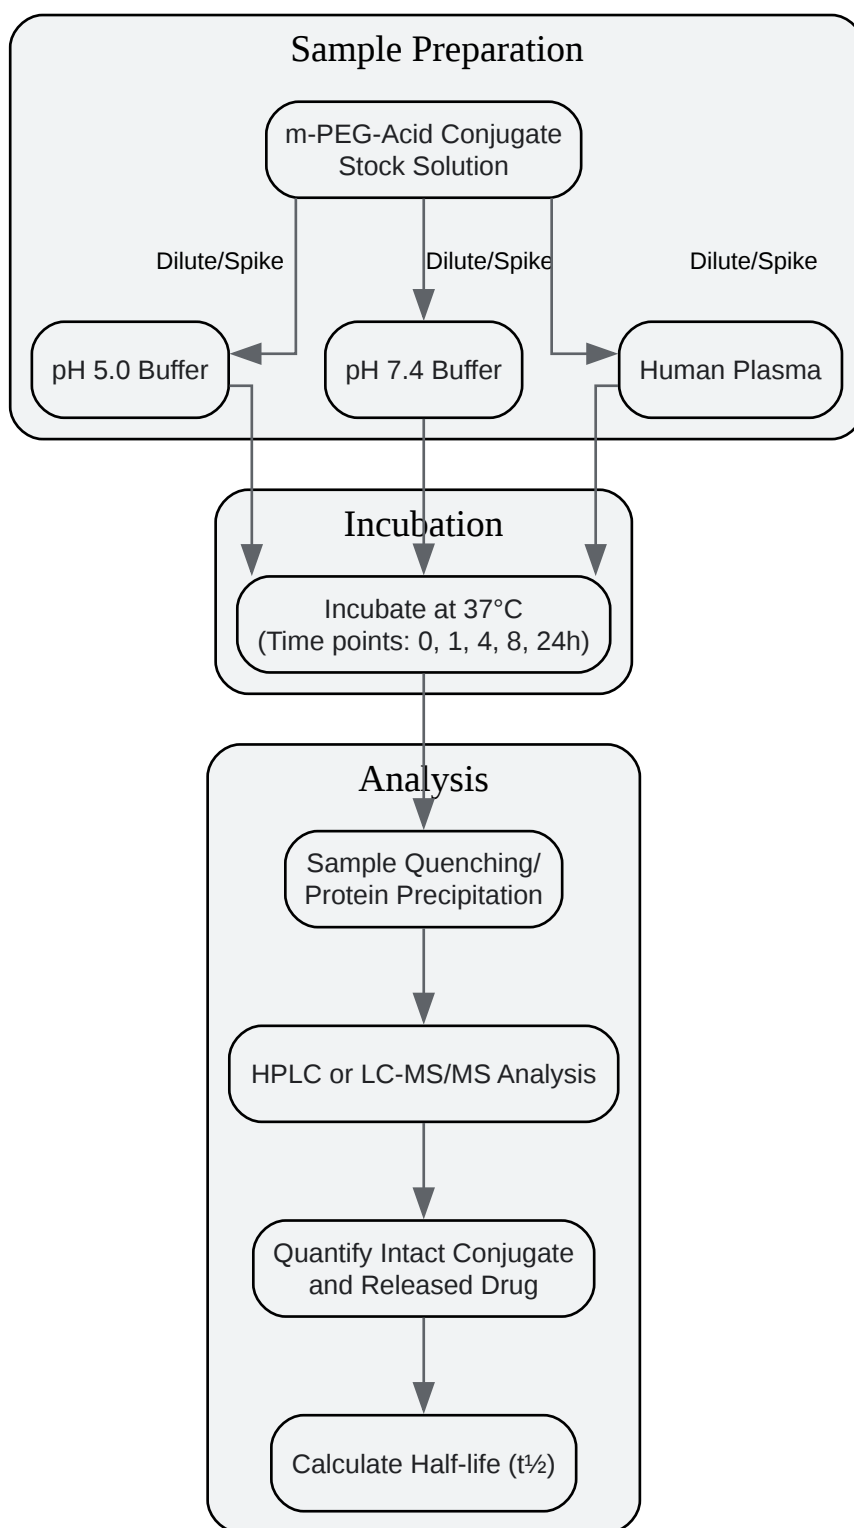 Sample Preparation
m-PEG-Acid Conjugate
Stock Solution
Dilute/Spike
Dilute/Spike
Dilute/Spike
pH 5.0 Buffer
pH 7.4 Buffer
Human Plasma
Incubation
Incubate at 37°C
(Time points: 0, 1, 4, 8, 24h)
Analysis
Sample Quenching/
Protein Precipitation
HPLC or LC-MS/MS Analysis
Quantify Intact Conjugate
and Released Drug
Calculate Half-life (t½)